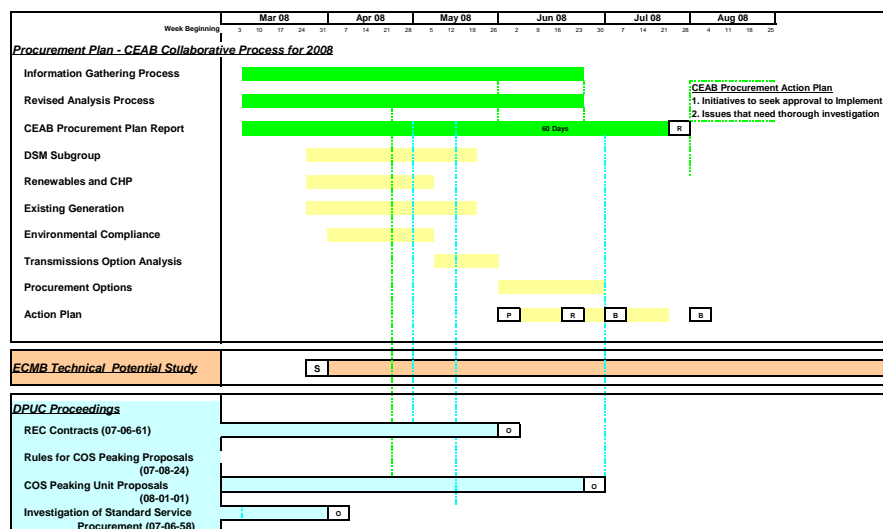 Mar 08 Apr 08 May 08 Jun 08 Jul 08 Aug 08
Week Beginning 3 10 17 24 31 7 14 21 28 5 12 19 26 2 9 16 23 30 7 14 21 28 4 11 18 25
Procurement Plan - CEAB Collaborative Process for 2008
Information Gathering Process
CEAB Procurement Action Plan
Revised Analysis Process
1. Initiatives to seek approval to Implement
2. Issues that need thorough investigation
CEAB Procurement Plan Report 60 Days R
DSM Subgroup
Renewables and CHP
Existing Generation
Environmental Compliance
Transmissions Option Analysis
Procurement Options
Action Plan P R B B
ECMB Technical Potential Study S
DPUC Proceedings
REC Contracts (07-06-61) O
Rules for COS Peaking Proposals
(07-08-24)
COS Peaking Unit Proposals O
(08-01-01)
Investigation of Standard Service O
Procurement (07-06-58)